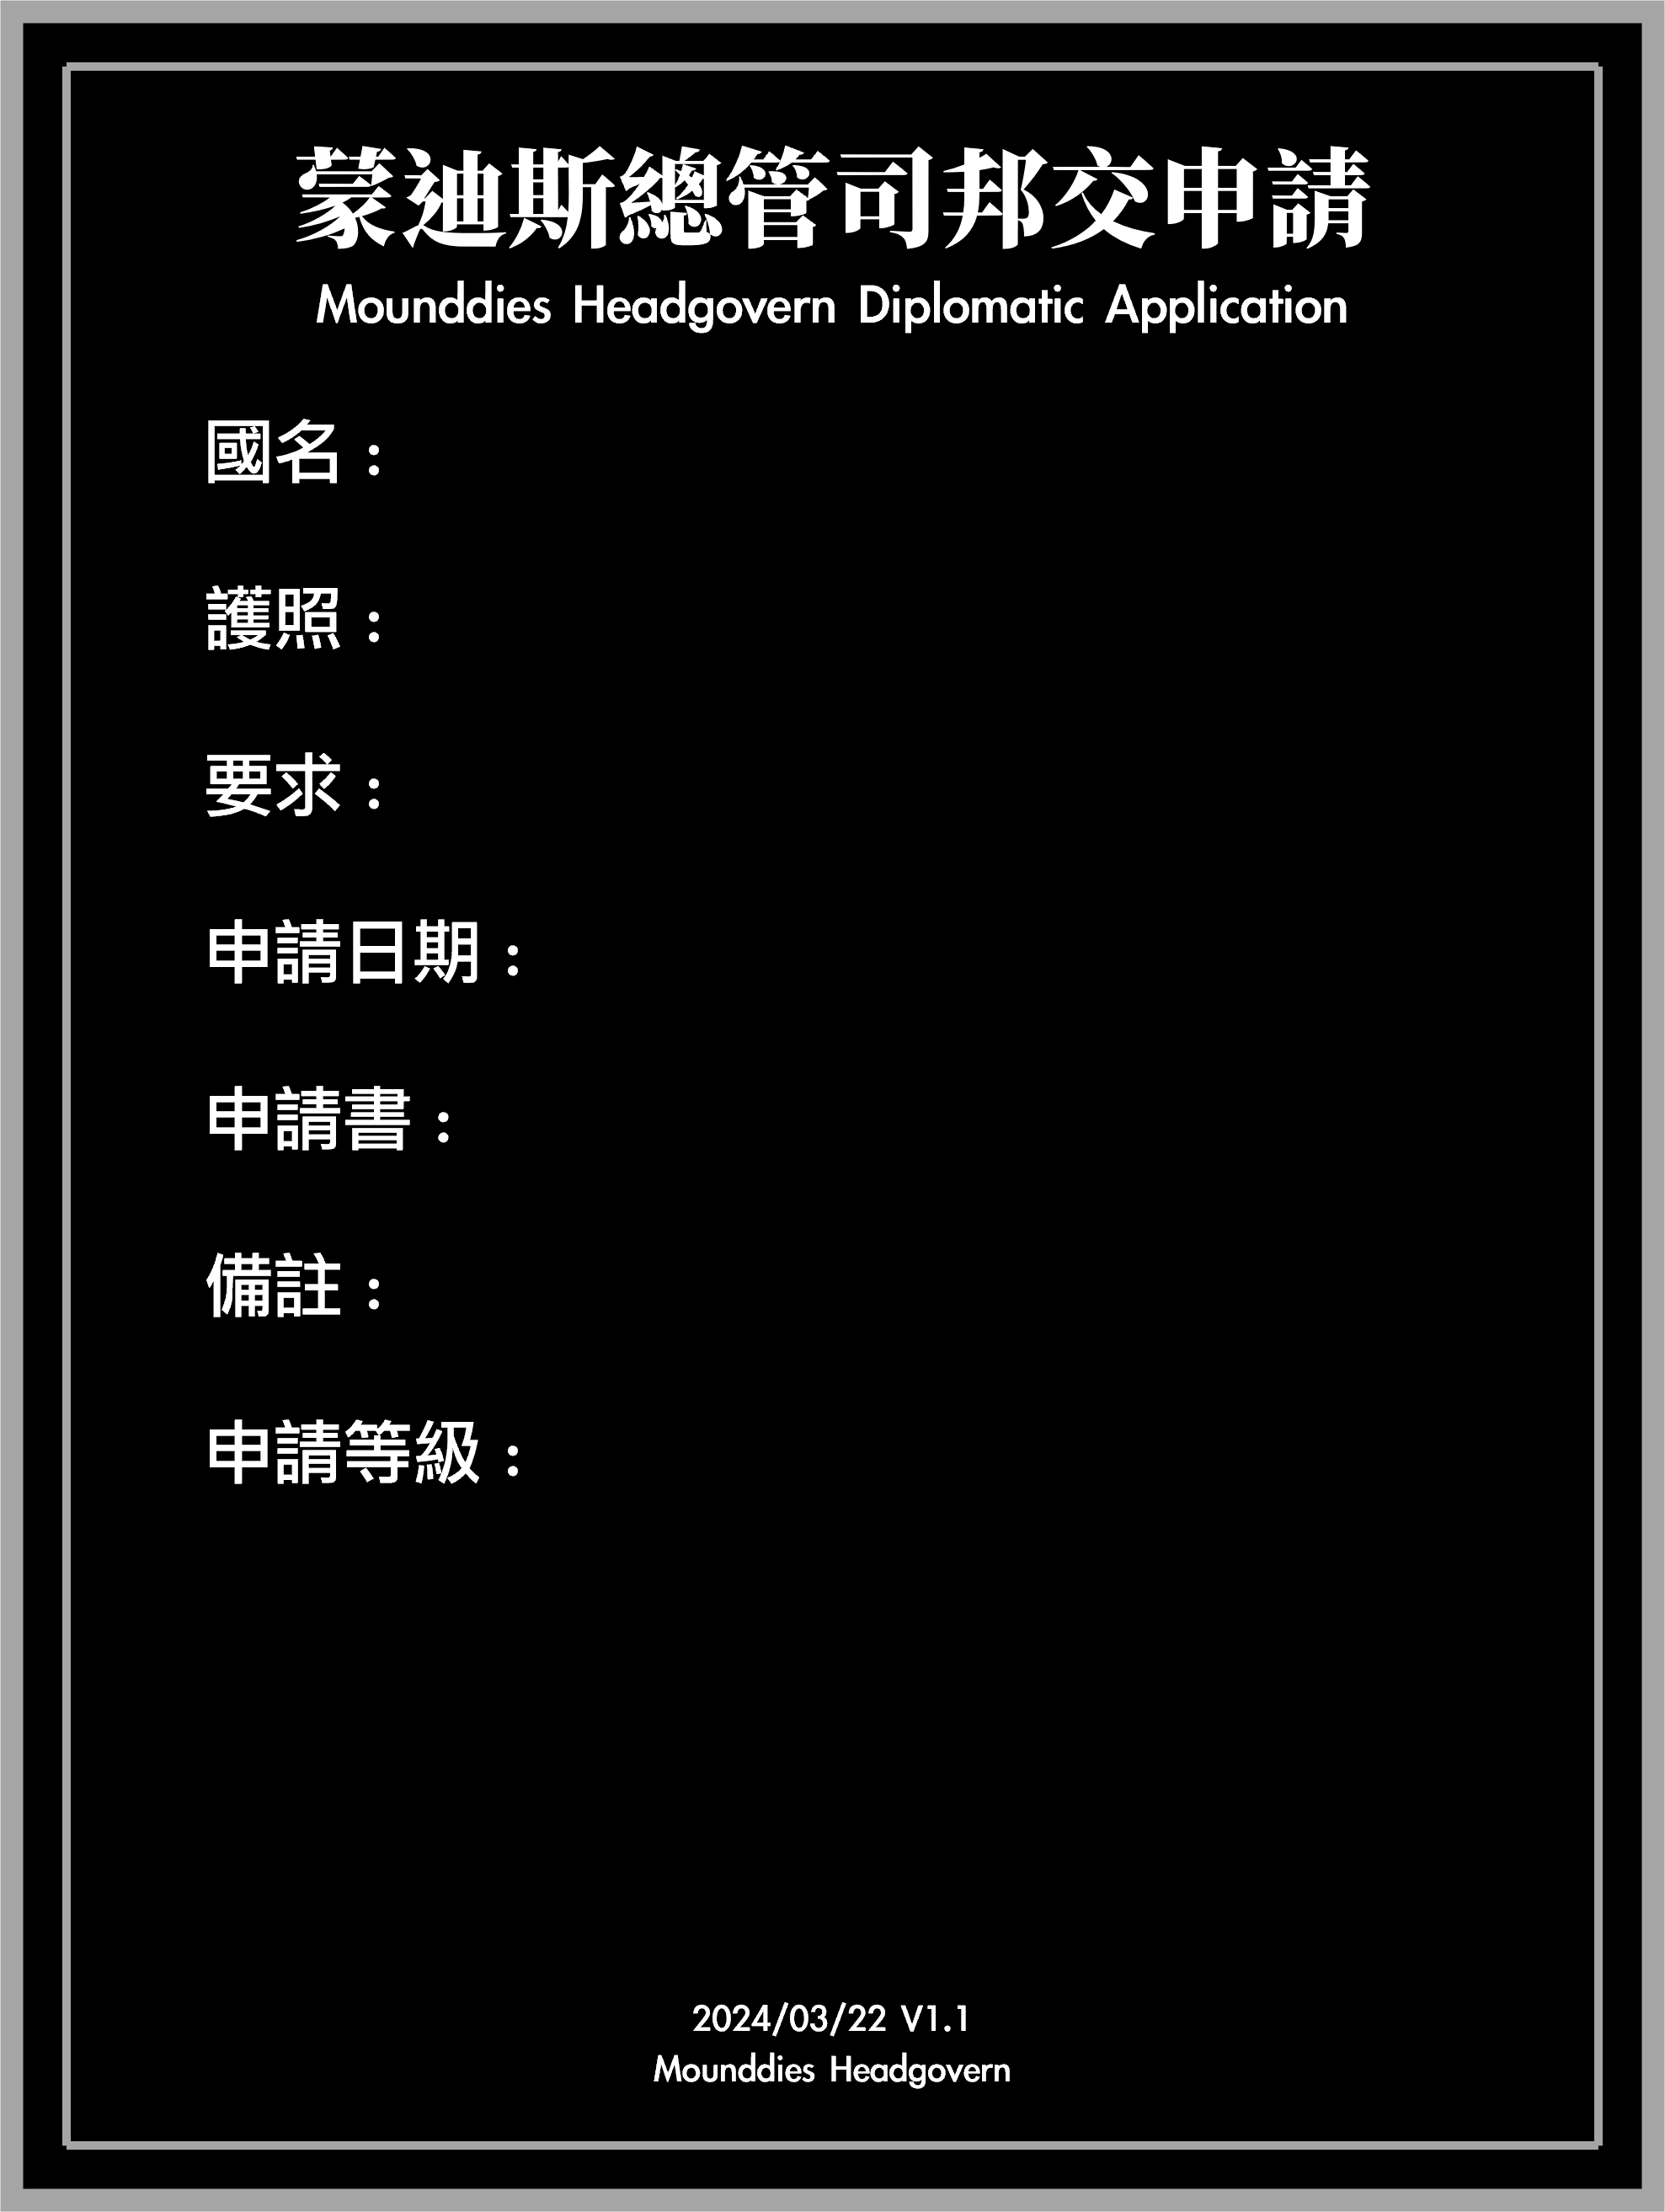 蒙迪斯總管司邦交申請
Mounddies Headgovern Diplomatic Application
國名：
護照：
要求：
申請日期：
申請書：
備註：
申請等級：
2024/03/22 V1.1
Mounddies Headgovern